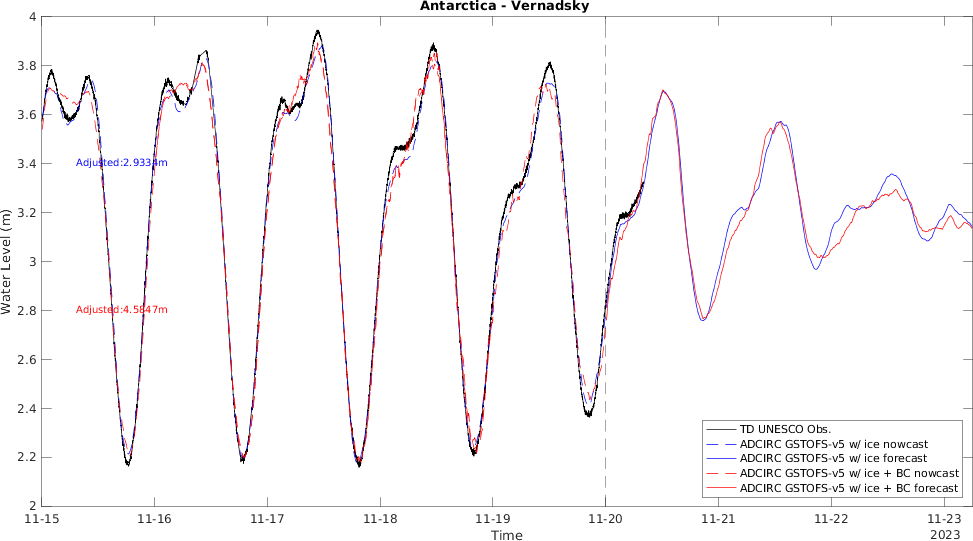 Antarctica - Vernadsky
4
3.8
3.6
3.4
3.2
3
2.8
2.6
2.4
2.2
2
Water Level (m)
Adjusted:2.9334m
Adjusted:4.5847m
TD UNESCO Obs.
ADCIRC GSTOFS-v5 w/ ice nowcast
ADCIRC GSTOFS-v5 w/ ice forecast
ADCIRC GSTOFS-v5 w/ ice + BC nowcast
ADCIRC GSTOFS-v5 w/ ice + BC forecast
11-15 11-16 11-17 11-18 11-19 11-20 11-21 11-22 11-23
Time
2023